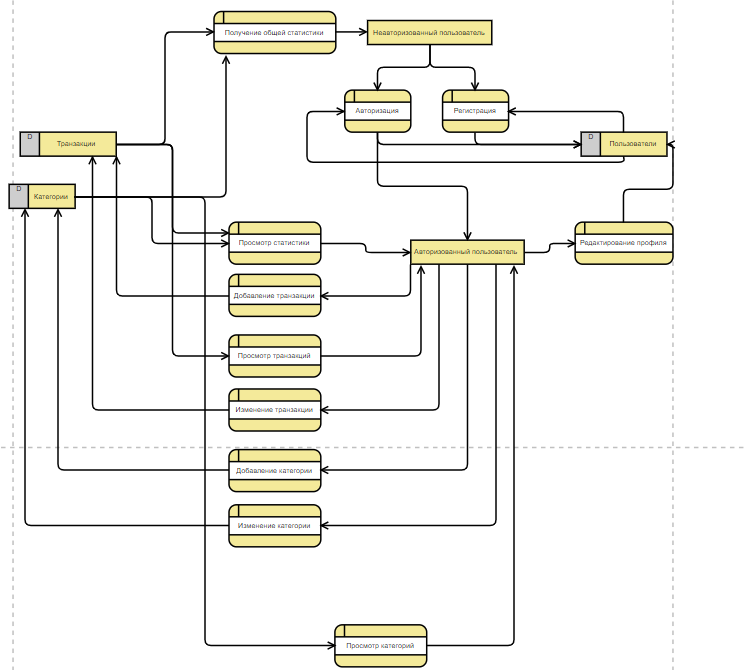 Получение общей статистики
Неавторизованный пользователь
Авторизация
Регистрация
D
Транзакции
D
Пользователи
D
Категории
Просмотр статистики
Авторизованный пользователь
Редактирование профиля
Добавление транзакции
Просмотр транзакций
Изменение транзакции
Добавление категории
Изменение категории
Просмотр категорий